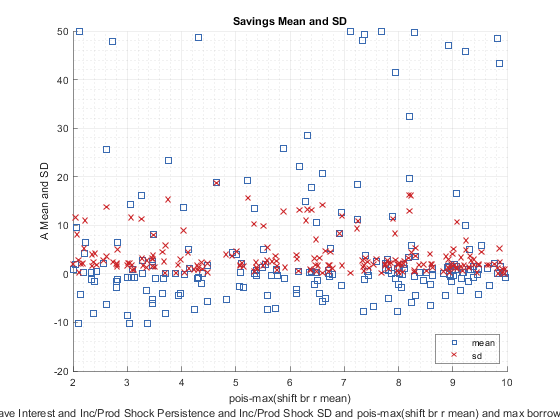 Savings Mean and SD
50
40
30
20
10
0
-10
-20
A Mean and SD
mean
sd
2 3 4 5 6 7 8 9 10
pois-max(shift br r mean)
ave Interest and Inc/Prod Shock Persistence and Inc/Prod Shock SD and pois-max(shift br r mean) and max borrow